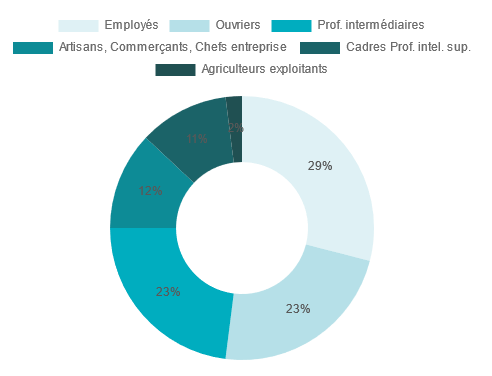 Employés Ouvriers Prof. intermédiaires
Artisans, Commerçants, Chefs entreprise Cadres Prof. intel. sup.
Agriculteurs exploitants
2%
11%
29%
12%
23%
23%